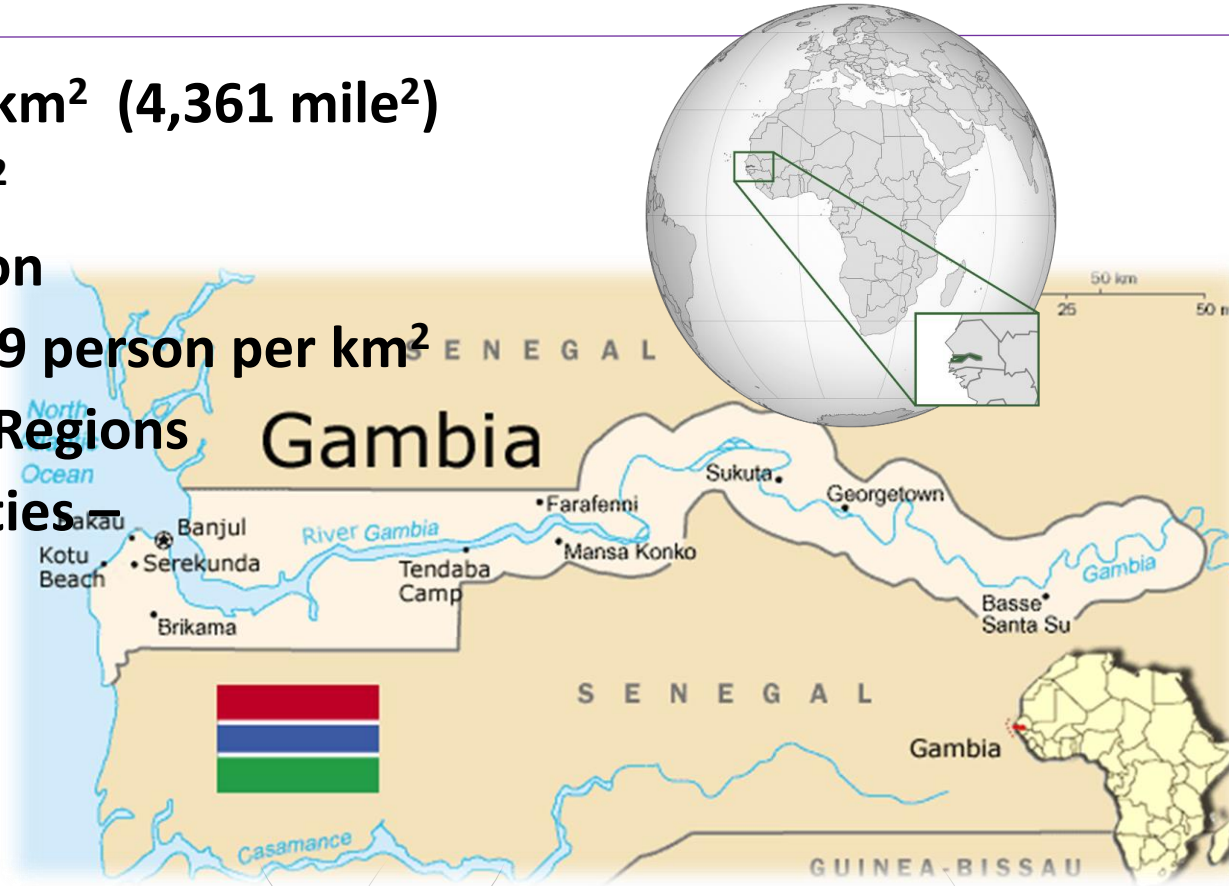 km² (4,361 mile²)
2
on
9 person per km²
Regions
ties –
50 km
25
50 m
SENEGAL
North
Ocean
Gambia
Sukuta
Georgetown
Farafenni
Bakau
Banjul
River Gambia
Kotu
Beach
Serekunda
Mansa Konko
Tendaba
Camp
Gambia
Basse
Santa Su
Brikama
SENEGAL
Gambia
Casamance
GUINEA-BISSAU